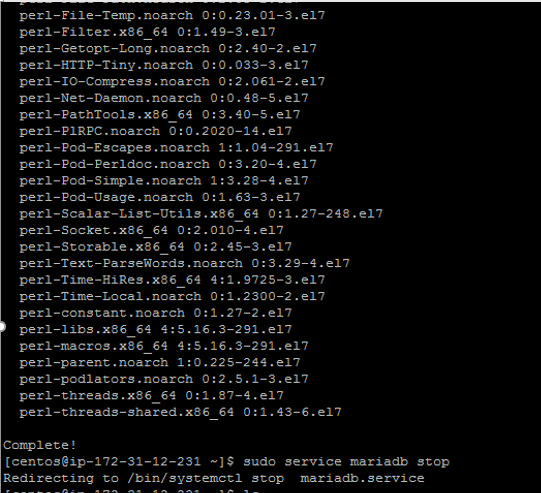 perl-File-Temp.noarch 0:0.23.01-3.el7
perl-Filter.x86_64 0:1.49-3.el7
perl-Getopt-Long.noarch 0:2.40-2.el7
perl-HTTP-Tiny.noarch 0:0.033-3.el7
perl-IO-Compress.noarch 0:2.061-2.el7
perl-Net-Daemon.noarch 0:0.48-5.el7
perl-PathTools.x86_64 0:3.40-5.el7
perl-PlRPC.noarch 0:0.2020-14.el7
perl-Pod-Escapes.noarch 1:1.04-291.el7
perl-Pod-Perldoc.noarch 0:3.20-4.el7
perl-Pod-Simple.noarch 1:3.28-4.el7
perl-Pod-Usage.noarch 0:1.63-3.el7
perl-Scalar-List-Utils.x86_64 0:1.27-248.el7
perl-Socket.x86_64 0:2.010-4.el7
perl-Storable.x86_64 0:2.45-3.el7
perl-Text-ParseWords.noarch 0:3.29-4.el7
perl-Time-HiRes.x86_64 4:1.9725-3.el7
perl-Time-Local.noarch 0:1.2300-2.el7
perl-constant.noarch 0:1.27-2.el7
perl-libs.x86_64 4:5.16.3-291.el7
perl-macros.x86_64 4:5.16.3-291.el7
perl-parent.noarch 1:0.225-244.el7
perl-podlators.noarch 0:2.5.1-3.el7
perl-threads.x86_64 0:1.87-4.el7
perl-threads-shared.x86_64 0:1.43-6.el7
Complete!
[centos@ip-172-31-12-231 ~]$ sudo service mariadb stop
Redirecting to /bin/systemctl stop  mariadb.service